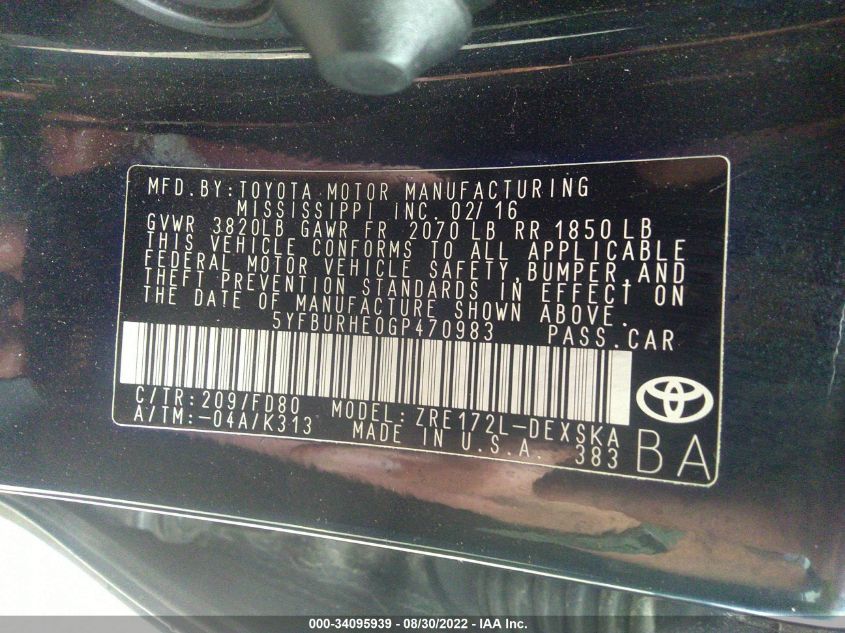 MFD.BY:TOYOTA MOTOR MANUFACTURING
MISSISSIPPI INC. 02/16
GVWR 3820LB GAWR FR 2070 LB RR 1850 LB
THIS VEHICLE CONFORMS TO ALL APPLICABLE
FEDERAL MOTOR VEHICLE SAFETY,BUMPER,AND
THEFT PREVENTION STANDARDS IN EFFECT ON
THE DATE OF MANUFACTURE SHOWN ABOVE.
5YFBURHE0GP470983 PASS.CAR
C/TR:209/FD80 MODEL:ZRE172L-DEXSKA
A/TM:-04A/K313 MADE IN U.S.A. 383
BA
000-34095939 - 08/30/2022 - IAA Inc.